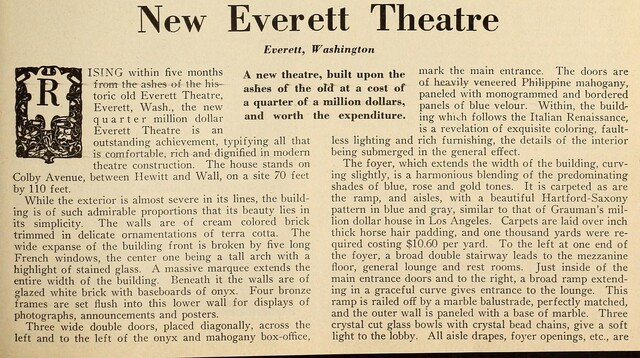 New Everett Theatre
Everett, Washington
RISING within five months
from the ashes of the his-
toric old Everett Theatre,
Everett, Wash., the new
quarter million dollar
Everett Theatre is an
outstanding achievement, typifying all that
is comfortable, rich and dignified in modern
theatre construction. The house stands on
Colby Avenue, between Hewitt and Wall, on a site 70 feet
by 110 feet.
While the exterior is almost severe in its lines, the build-
ing is of such admirable proportions that its beauty lies in
its simplicity. The walls are of cream colored brick
trimmed in delicate ornamentations of terra cotta. The
wide expanse of the building front is broken by five long
French windows, the center one being a tall arch with a
highlight of stained glass. A massive marquee extends the
entire width of the building. Beneath it the walls are of
glazed white brick with baseboards of onyx. Four bronze
frames are set flush into this lower wall for displays of
photographs, announcements and posters.
Three wide double doors, placed diagonally, across the
left and to the left of the onyx and mahogany box-office,
A new theatre, built upon the
ashes of the old at a cost of
a quarter of a million dollars,
and worth the expenditure.
mark the main entrance. The doors are
of heavily veneered Philippine mahogany,
paneled with monogrammed and bordered
panels of blue velour. Within, the build-
ing which follows the Italian Renaissance,
is a revelation of exquisite coloring, fault-
less lighting and rich furnishing, the details of the interior
being submerged in the general effect.
The foyer, which extends the width of the building, curv-
ing slightly, is a harmonious blending of the predominating
shades of blue, rose and gold tones. It is carpeted as are
the ramp, and aisles, with a beautiful Hartford-Saxony
pattern in blue and gray, similar to that of Grauman's mil-
lion dollar house in Los Angeles. Carpets are laid over inch
thick horse hair padding, and one thousand yards were re-
quired costing $10.60 per yard. To the left at one end of
the foyer, a broad double stairway leads to the mezzanine
floor, general lounge and rest rooms. Just inside of the
main entrance doors and to the right, a broad ramp extend-
ing in a graceful curve gives entrance to the lounge. This
ramp is railed off by a marble balustrade, perfectly matched,
and the outer wall is paneled with a base of marble. Three
crystal cut glass bowls with crystal bead chains, give a soft
light to the lobby. All aisle drapes, foyer openings, etc., are